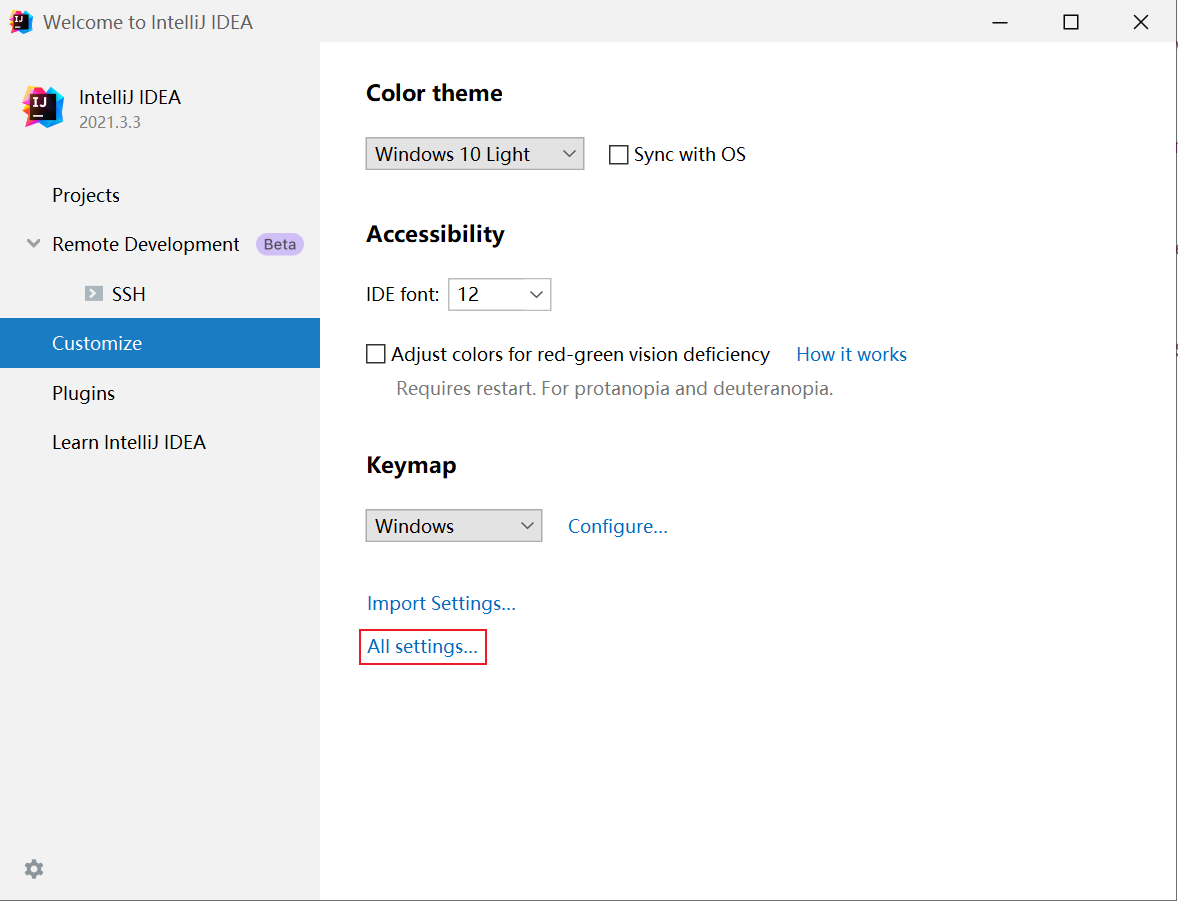 Welcome to IntelliJ IDEA
IntelliJ IDEA
2021.3.3
Projects
Remote Development Beta
SSH
Customize
Plugins
Learn IntelliJ IDEA
Color theme
Windows 10 Light Sync with OS
Accessibility
IDE font: 12
Adjust colors for red-green vision deficiency How it works
Requires restart. For protanopia and deuteranopia.
Keymap
Windows Configure...
Import Settings...
All settings...